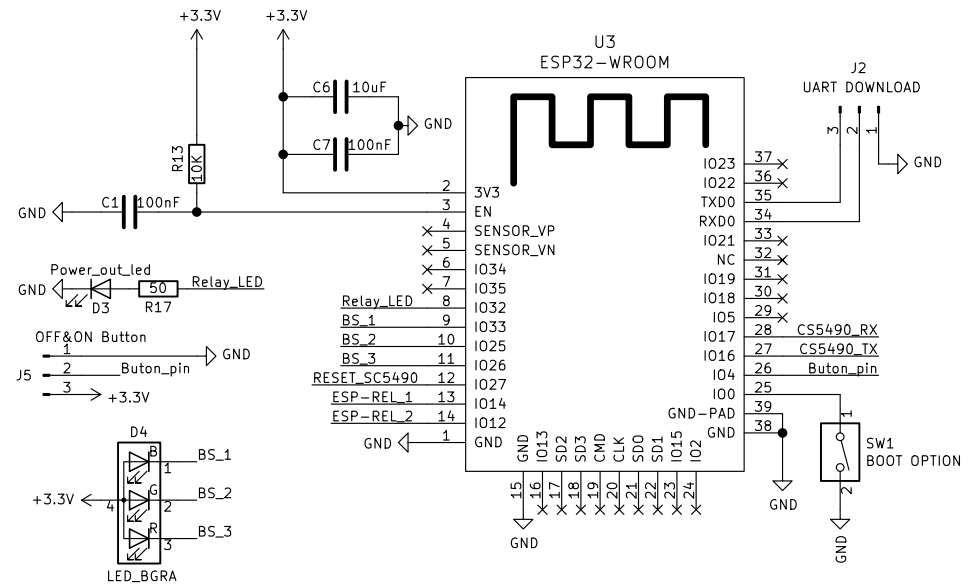 +3.3V
+3.3V
U3
ESP32-WROOM
J2
UART DOWNLOAD
C6 10uF
GND
C7 100nF
3
2
1
GND
R13
10K
GND
C1 100nF
2 3V3
3 EN
4 SENSOR_VP
5 SENSOR_VN
6 IO34
7 IO35
Relay_LED 8 IO32
BS_1 9 IO33
BS_2 10 IO25
BS_3 11 IO26
RESET_SC5490 12 IO27
ESP-REL_1 13 IO14
ESP-REL_2 14 IO12
GND 1 GND
IO23 37
IO22 36
TXD0 35
RXD0 34
IO21 33
NC 32
IO19 31
IO18 30
IO5 29
IO17 28 CS5490_RX
IO16 27 CS5490_TX
IO4 26 Buton_pin
IO0 25
GND-PAD 39
GND 38
GND 15
IO13 16
SD2 17
SD3 18
CMD 19
CLK 20
SD0 21
SD1 22
IO15 23
IO2 24
GND
GND
1
SW1
BOOT OPTION
2
GND
Power_out_led
GND
D3
50
R17
Relay_LED
OFF&ON Button
1 GND
J5 2 Buton_pin
3 +3.3V
D4
B 1 BS_1
+3.3V 4 G 2 BS_2
R 3 BS_3
LED_BGRA